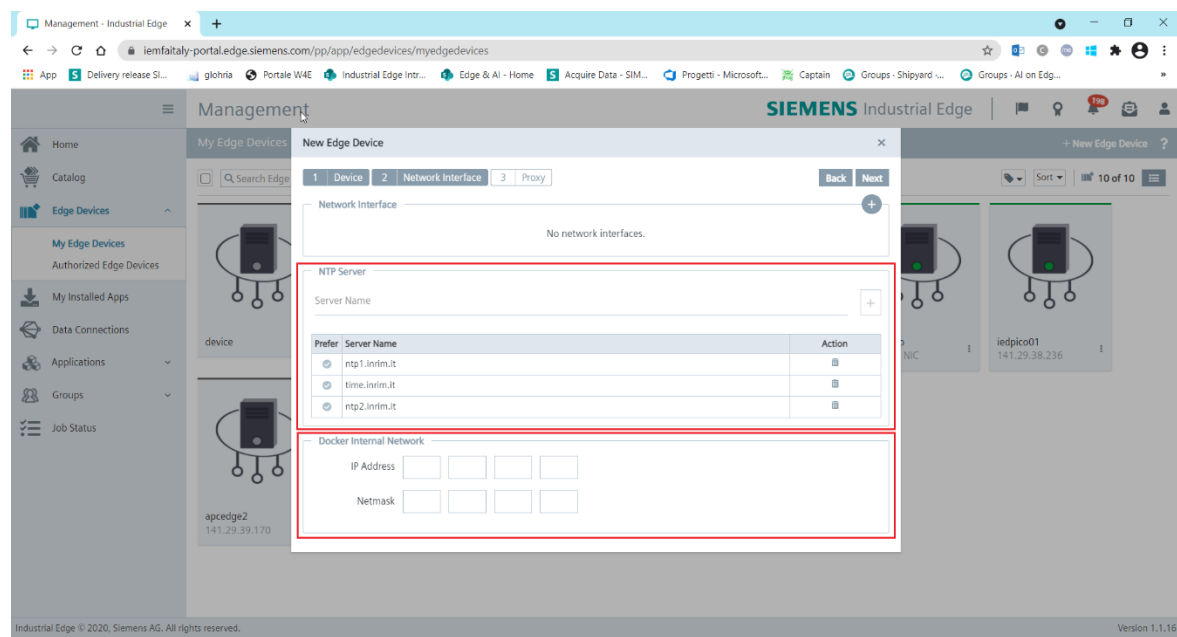 Management - Industrial Edge
iemfaitaly-portal.edge.siemens.com/pp/app/edgedevices/myedgedevices
App
Delivery release SI...
glohria
Portale W4E
Industrial Edge Intr...
Edge & AI - Home
Acquire Data - SIM...
Progetti - Microsoft...
Captain
Groups · Shipyard ·...
Groups · AI on Edg...
»
Management
SIEMENS Industrial Edge
198
Home
Catalog
Edge Devices
My Edge Devices
Authorized Edge Devices
My Installed Apps
Data Connections
Applications
Groups
Job Status
My Edge Devices
+ New Edge Device ?
Search Edge
Sort
10 of 10
device
NIC
iedpico01
141.29.38.236
apcedge2
141.29.39.170
New Edge Device
1 Device 2 Network Interface 3 Proxy
Back Next
Network Interface
No network interfaces.
NTP Server
Server Name
Prefer Server Name Action
ntp1.inrim.it
time.inrim.it
ntp2.inrim.it
Docker Internal Network
IP Address
Netmask
Industrial Edge © 2020, Siemens AG. All rights reserved.
Version 1.1.16